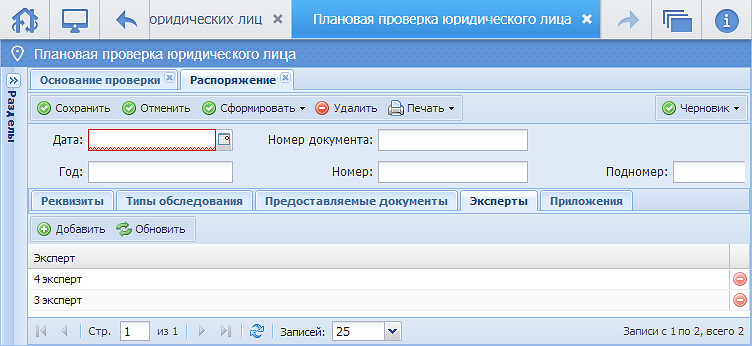 оридических лиц
Плановая проверка юридического лица
Плановая проверка юридического лица
Разделы
Основание проверки
Распоряжение
Сохранить Отменить Сформировать Удалить Печать Черновик
Дата: Номер документа:
Год: Номер: Подномер:
Реквизиты Типы обследования Предоставляемые документы Эксперты Приложения
Добавить Обновить
Эксперт
4 эксперт
3 эксперт
Стр. 1 из 1 Записей: 25 Записи с 1 по 2, всего 2